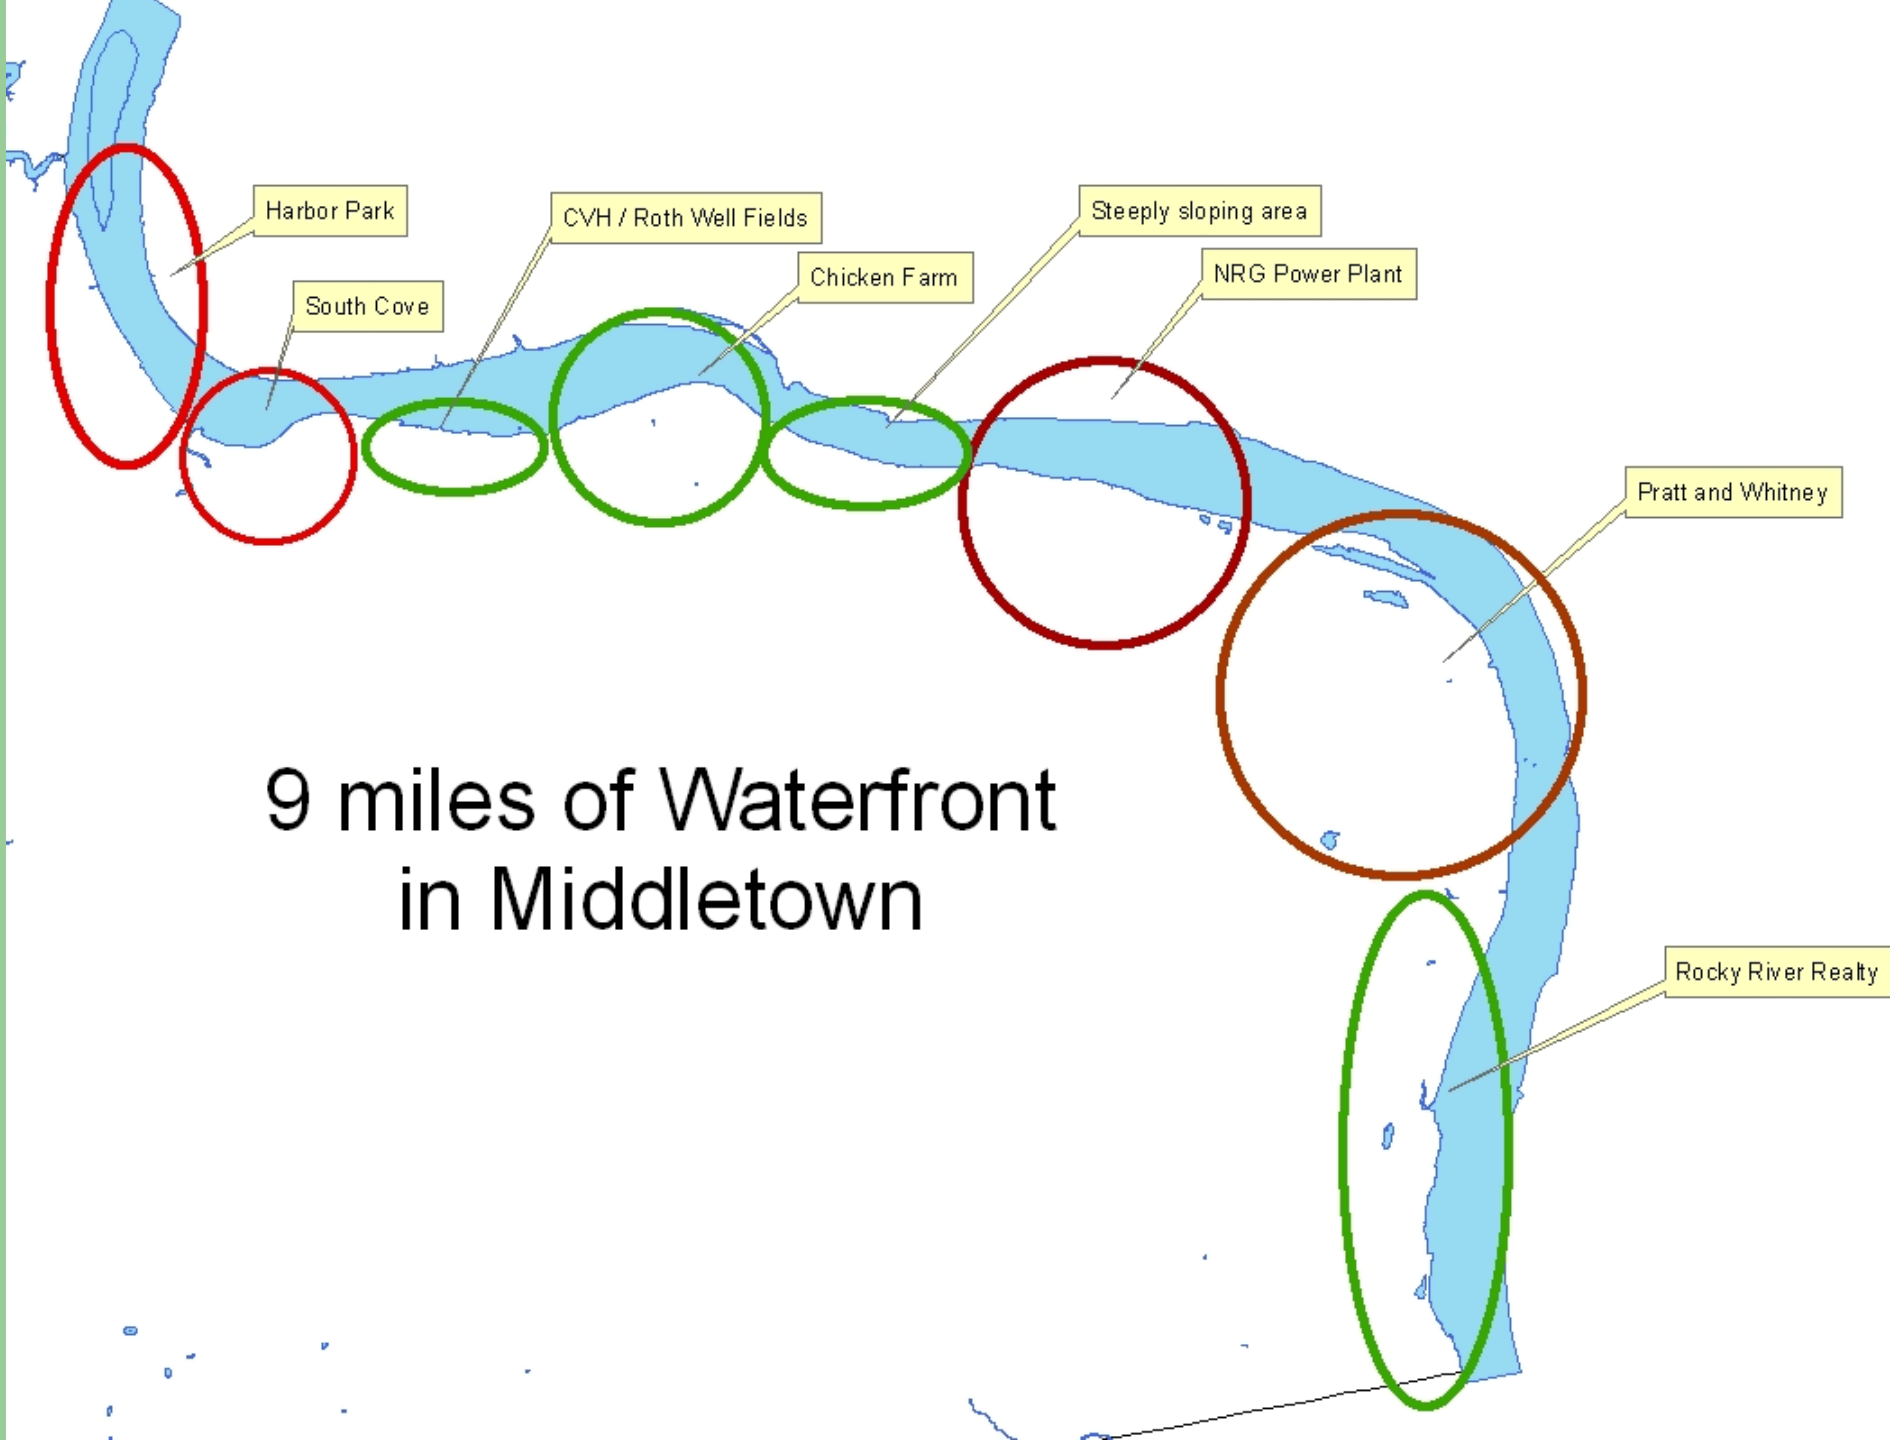 Harbor Park
CVH / Roth Well Fields
Steeply sloping area
Chicken Farm
NRG Power Plant
South Cove
Pratt and Whitney
9 miles of Waterfront
in Middletown
Rocky River Realty